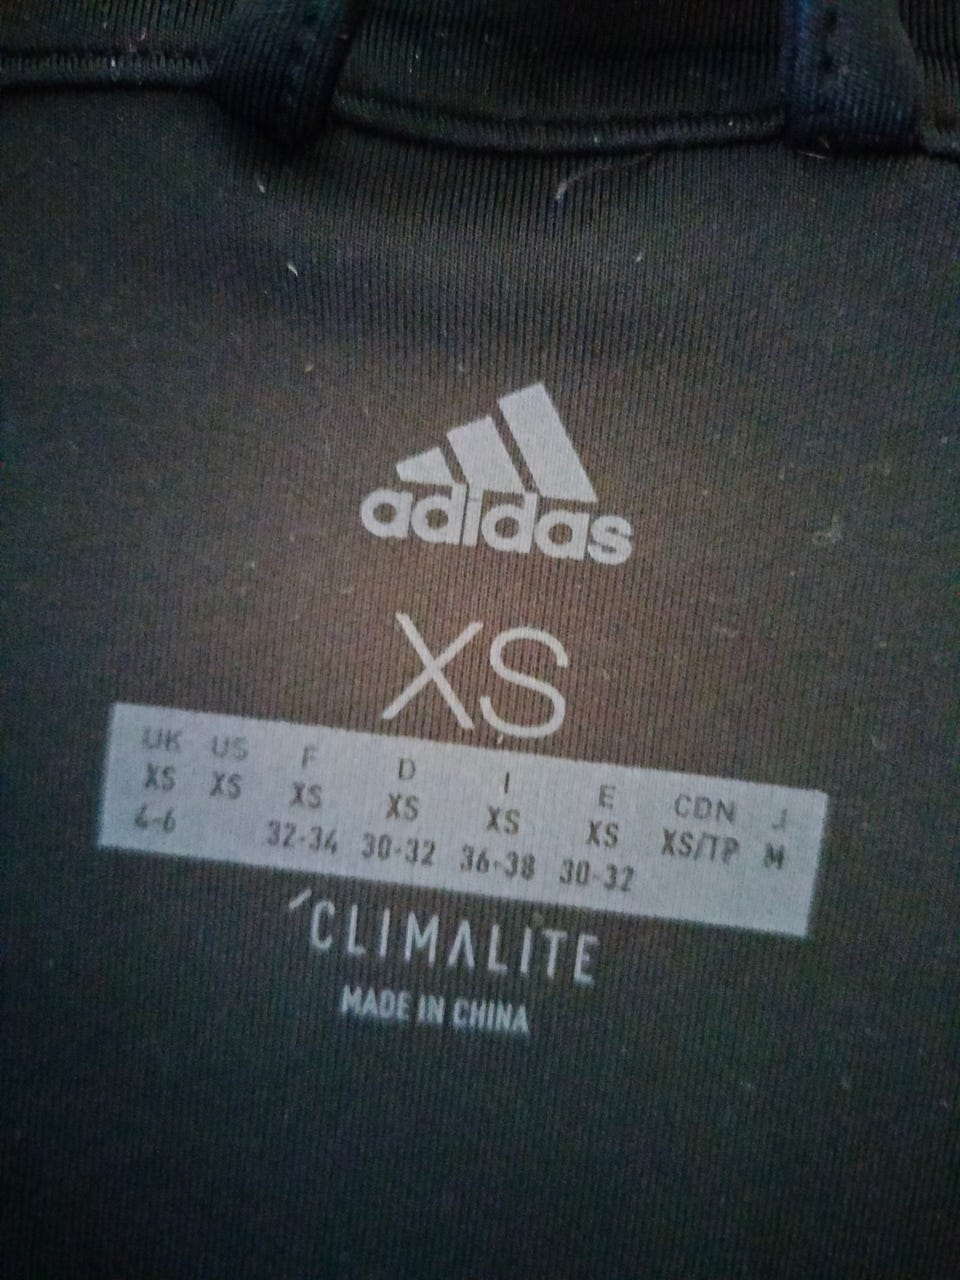 adidas
XS
UK US F D I E CDN J
XS XS XS XS XS XS XS/TP M
4-6 32-34 30-32 36-38 30-32
CLIMALITE
MADE IN CHINA